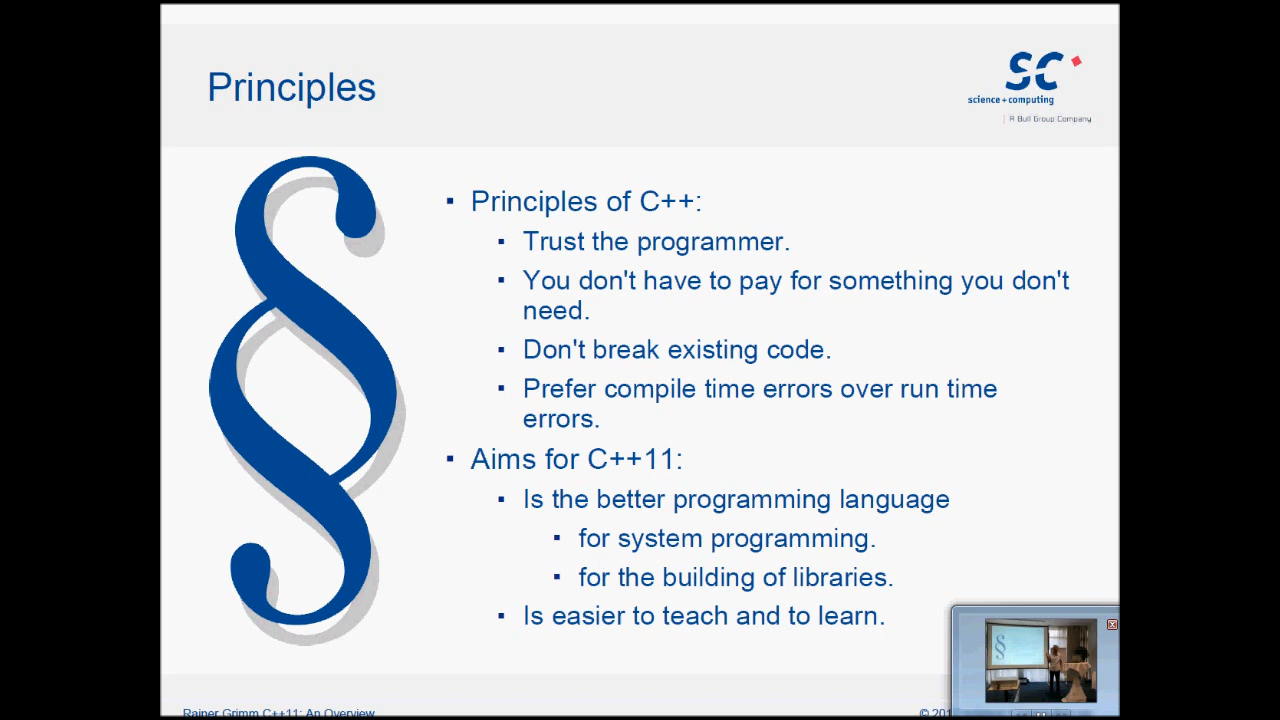 Principles
SC
science + computing
A Bull Group Company
§
▪ Principles of C++:
▪ Trust the programmer.
▪ You don't have to pay for something you don't
need.
▪ Don't break existing code.
▪ Prefer compile time errors over run time
errors.
▪ Aims for C++11:
▪ Is the better programming language
▪ for system programming.
▪ for the building of libraries.
▪ Is easier to teach and to learn.
Rainer Grimm C++11: An Overview
© 201